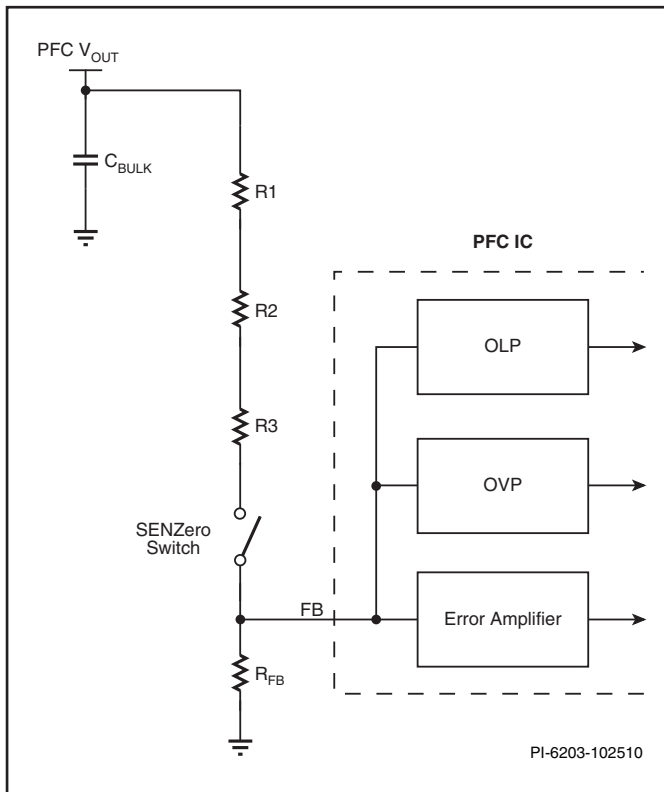 PFC VOUT
CBULK
R1
PFC IC
R2
OLP
R3
OVP
SENZero
Switch
FB
Error Amplifier
RFB
PI-6203-102510